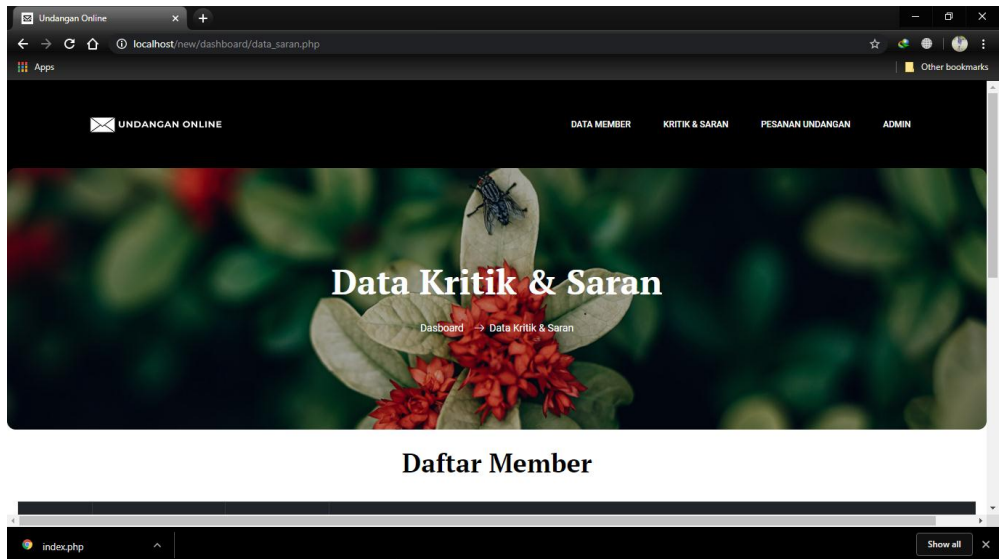 Undangan Online
localhost/new/dashboard/data_saran.php
Apps
Other bookmarks
UNDANGAN ONLINE
DATA MEMBER
KRITIK & SARAN
PESANAN UNDANGAN
ADMIN
Data Kritik & Saran
Dasboard → Data Kritik & Saran
Daftar Member
index.php
Show all